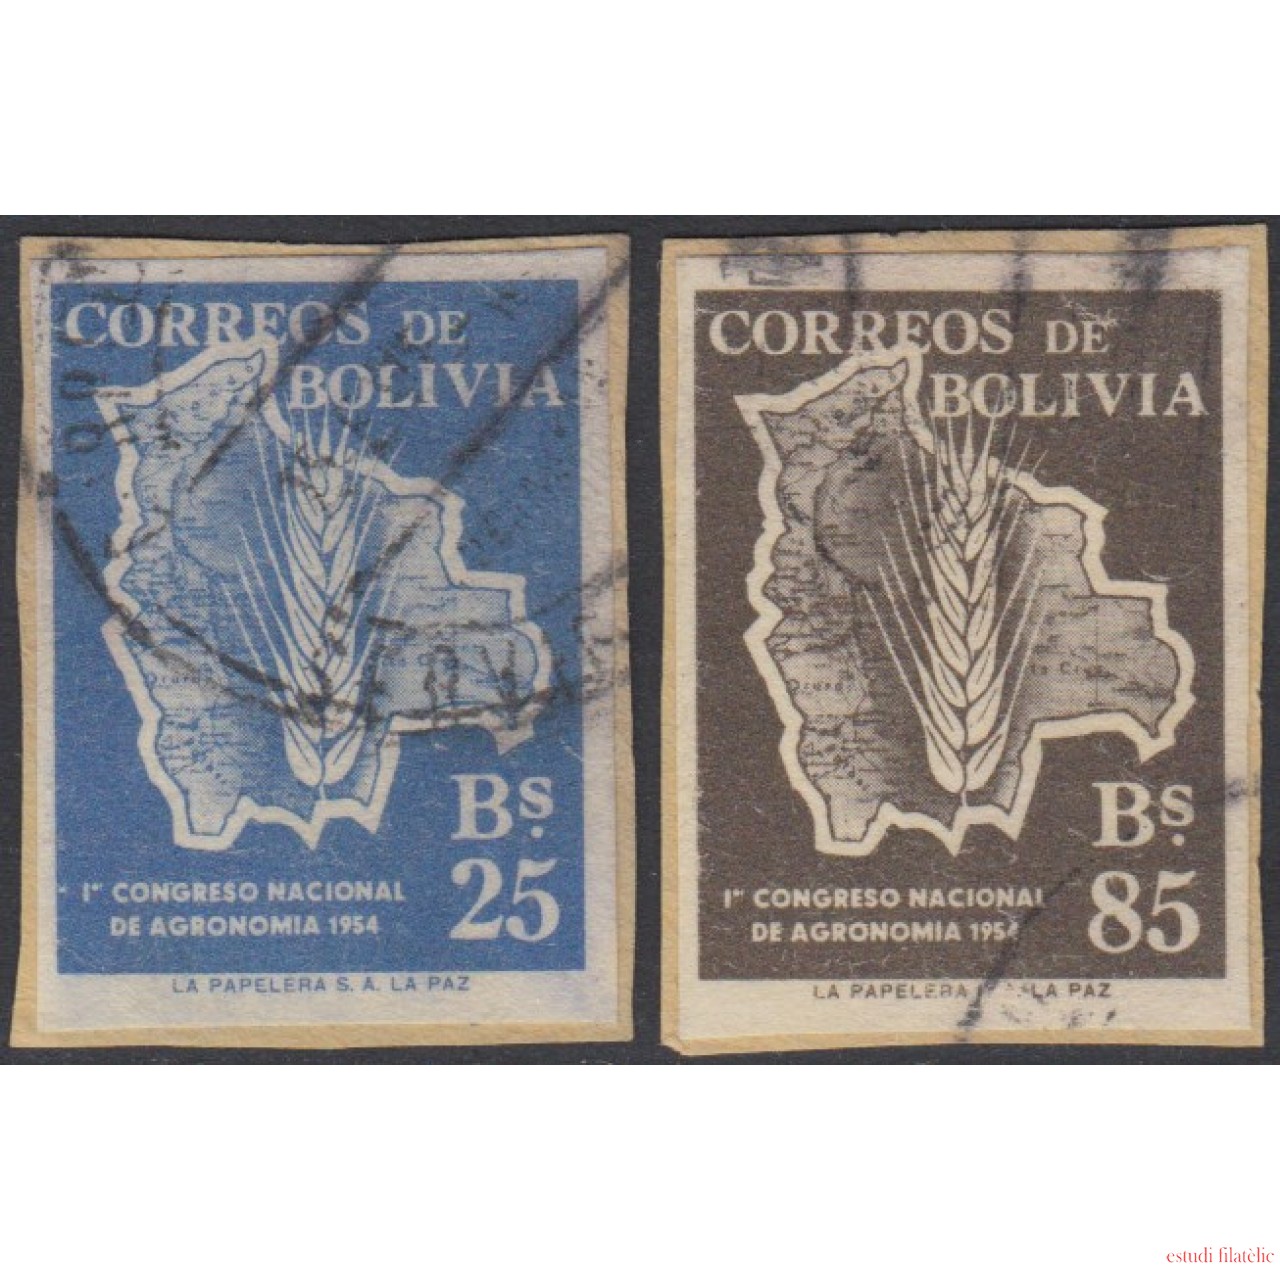 CORREOS DE
BOLIVIA
Bs.
25
1er CONGRESO NACIONAL
DE AGRONOMIA 1954
LA PAPELERA S. A. LA PAZ
CORREOS DE
BOLIVIA
Bs.
85
1er CONGRESO NACIONAL
DE AGRONOMIA 1954
LA PAPELERA LA PAZ
estudi filatèlic